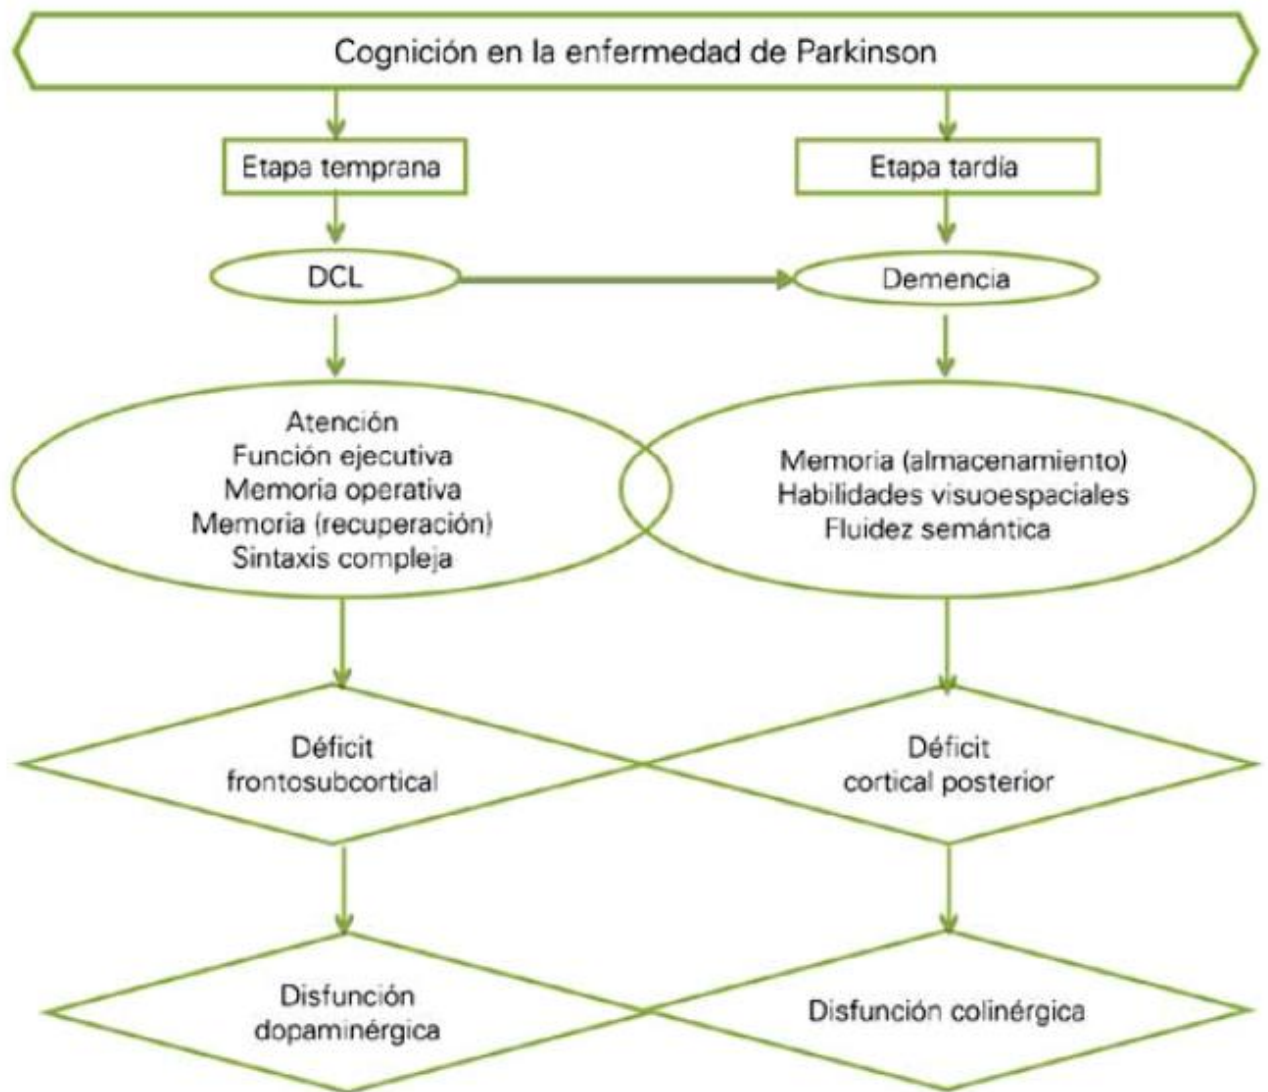 Cognición en la enfermedad de Parkinson
Etapa temprana
Etapa tardía
DCL
Demencia
Atención
Función ejecutiva
Memoria operativa
Memoria (recuperación)
Sintaxis compleja
Memoria (almacenamiento)
Habilidades visuoespaciales
Fluidez semántica
Déficit
frontosubcortical
Déficit
cortical posterior
Disfunción
dopaminérgica
Disfunción colinérgica